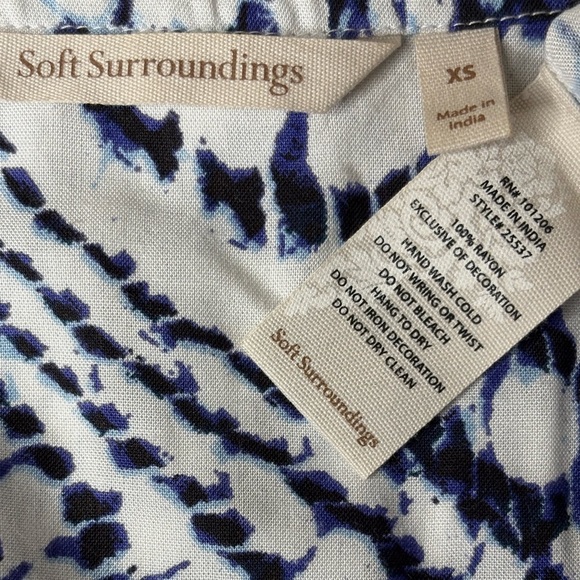 Soft Surroundings
XS
Made in
India
RN# 101206
MADE IN INDIA
STYLE# 25537
100% RAYON
EXCLUSIVE OF DECORATION
HAND WASH COLD
DO NOT WRING OR TWIST
DO NOT BLEACH
HANG TO DRY
DO NOT IRON DECORATION
DO NOT DRY CLEAN
Soft Surroundings